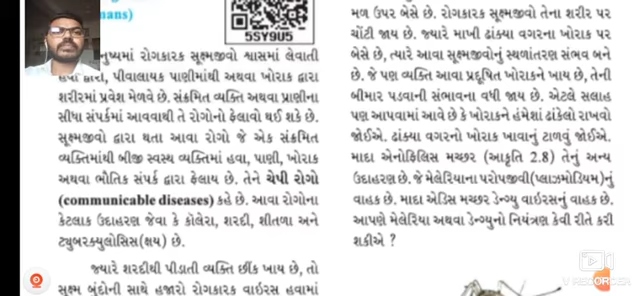 mans)
5SY9U5
મનુષ્યમાં રોગકારક સૂક્ષ્મજીવો શ્વાસમાં લેવાતી
હવા દ્વારા, પીવાલાયક પાણીમાંથી અથવા ખોરાક દ્વારા
શરીરમાં પ્રવેશ મેળવે છે. સંક્રમિત વ્યક્તિ અથવા પ્રાણીના
સીધા સંપર્કમાં આવવાથી તે રોગોનો ફેલાવો થઈ શકે છે.
સૂક્ષ્મજીવો દ્વારા થતા આવા રોગો જે એક સંક્રમિત
વ્યક્તિમાંથી બીજી સ્વસ્થ વ્યક્તિમાં હવા, પાણી, ખોરાક
અથવા ભૌતિક સંપર્ક દ્વારા ફેલાય છે. તેને ચેપી રોગો
(communicable diseases) કહે છે. આવા રોગોના
કેટલાક ઉદાહરણ જેવા કે કૉલેરા, શરદી, શીતળા અને
ટ્યુબરક્યુલોસિસ(ક્ષય) છે.
જ્યારે શરદીથી પીડાતી વ્યક્તિ છીંક ખાય છે, તો
સૂક્ષ્મ બુંદોની સાથે હજારો રોગકારક વાઇરસ હવામાં
મળ ઉપર બેસે છે. રોગકારક સૂક્ષ્મજીવો તેના શરીર પર
ચોંટી જાય છે. જ્યારે માખી ઢાંક્યા વગરના ખોરાક પર
બેસે છે, ત્યારે આવા સૂક્ષ્મજીવોનું સ્થળાંતરણ સંભવ બને
છે. જે પણ વ્યક્તિ આવા પ્રદૂષિત ખોરાકને ખાય છે, તેની
બીમાર પડવાની સંભાવના વધી જાય છે. એટલે સલાહ
પણ આપવામાં આવે છે કે ખોરાકને હંમેશાં ઢાંકેલો રાખવો
જોઈએ. ઢાંક્યા વગરનો ખોરાક ખાવાનું ટાળવું જોઈએ.
માદા એનોફિલિસ મચ્છર (આકૃતિ 2.8) તેનું અન્ય
ઉદાહરણ છે. જે મેલેરિયાના પરોપજીવી (પ્લાઝમોડિયમ)નું
વાહક છે. માદા એડિસ મચ્છર ડેન્ગ્યુ વાઇરસનું વાહક છે.
આપણે મેલેરિયા અથવા ડેન્ગ્યુનો નિયંત્રણ કેવી રીતે કરી
શકીએ ?
V RECORDER